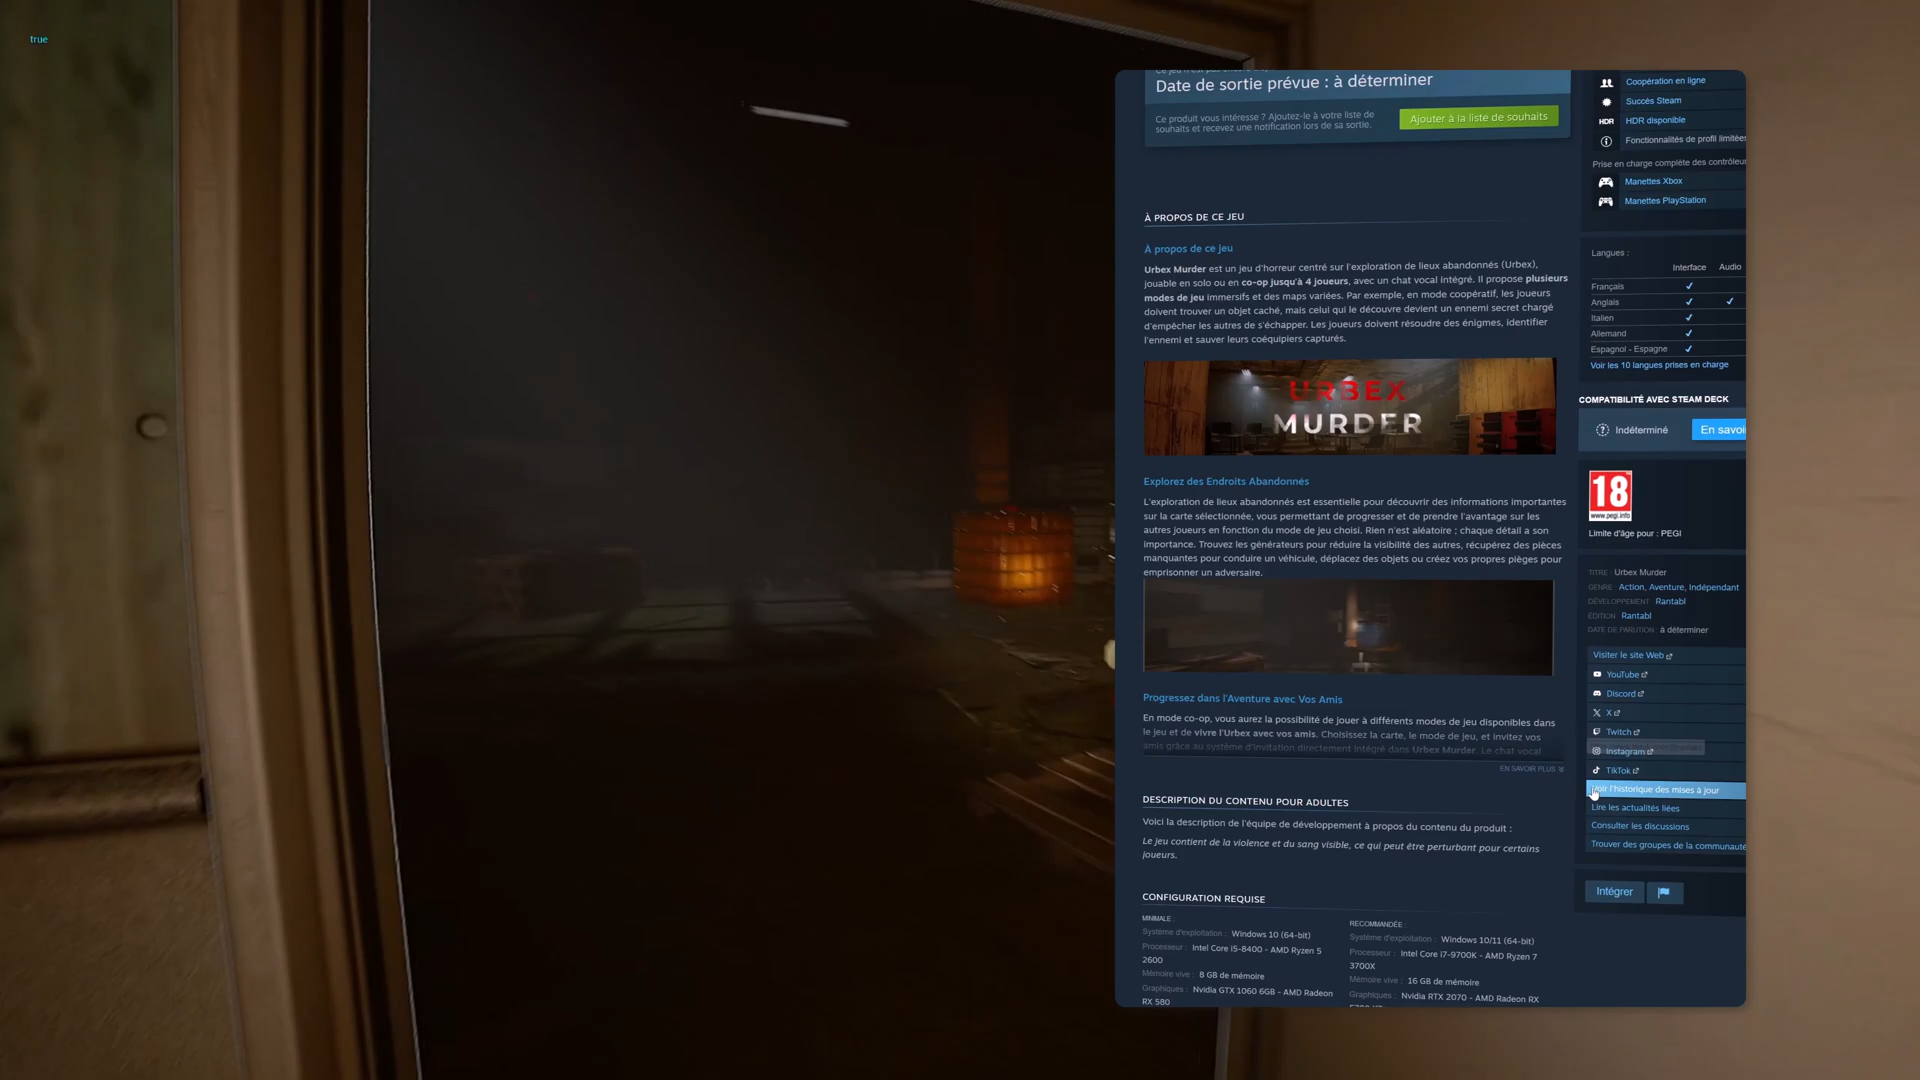 true
Date de sortie prévue : à déterminer
Ce produit vous intéresse ? Ajoutez-le à votre liste de
souhaits et recevez une notification lors de sa sortie.
Ajouter à la liste de souhaits
À PROPOS DE CE JEU
À propos de ce jeu
Urbex Murder est un jeu d'horreur centré sur l'exploration de lieux abandonnés (Urbex),
jouable en solo ou en co-op jusqu'à 4 joueurs, avec un chat vocal intégré. Il propose plusieurs
modes de jeu immersifs et des maps variées. Par exemple, en mode coopératif, les joueurs
doivent trouver un objet caché, mais celui qui le découvre devient un ennemi secret chargé
d'empêcher les autres de s'échapper. Les joueurs doivent résoudre des énigmes, identifier
l'ennemi et sauver leurs coéquipiers capturés.
URBEX
MURDER
Explorez des Endroits Abandonnés
L'exploration de lieux abandonnés est essentielle pour découvrir des informations importantes
sur la carte sélectionnée, vous permettant de progresser et de prendre l'avantage sur les
autres joueurs en fonction du mode de jeu choisi. Rien n'est aléatoire ; chaque détail a son
importance. Trouvez les générateurs pour réduire la visibilité des autres, récupérez des pièces
manquantes pour conduire un véhicule, déplacez des objets ou créez vos propres pièges pour
emprisonner un adversaire.
Progressez dans l'Aventure avec Vos Amis
En mode co-op, vous aurez la possibilité de jouer à différents modes de jeu disponibles dans
le jeu et de vivre l'Urbex avec vos amis. Choisissez la carte, le mode de jeu, et invitez vos
amis grâce au système d'invitation directement intégré dans Urbex Murder. Le chat vocal
EN SAVOIR PLUS
DESCRIPTION DU CONTENU POUR ADULTES
Voici la description de l'équipe de développement à propos du contenu du produit :
Le jeu contient de la violence et du sang visible, ce qui peut être perturbant pour certains
joueurs.
CONFIGURATION REQUISE
MINIMALE :
Système d'exploitation : Windows 10 (64-bit)
Processeur : Intel Core i5-8400 - AMD Ryzen 5
2600
Mémoire vive : 8 GB de mémoire
Graphiques : Nvidia GTX 1060 6GB - AMD Radeon
RX 580
RECOMMANDÉE :
Système d'exploitation : Windows 10/11 (64-bit)
Processeur : Intel Core i7-9700K - AMD Ryzen 7
3700X
Mémoire vive : 16 GB de mémoire
Graphiques : Nvidia RTX 2070 - AMD Radeon RX
Coopération en ligne
Succès Steam
HDR HDR disponible
Fonctionnalités de profil limitées
Prise en charge complète des contrôleur
Manettes Xbox
Manettes PlayStation
Langues :
Interface Audio
Français ✓
Anglais ✓ ✓
Italien ✓
Allemand ✓
Espagnol - Espagne ✓
Voir les 10 langues prises en charge
COMPATIBILITÉ AVEC STEAM DECK
Indéterminé
En savoi
18
www.pegi.info
Limite d'âge pour : PEGI
TITRE : Urbex Murder
GENRE : Action, Aventure, Indépendant
DÉVELOPPEMENT : Rantabl
ÉDITION : Rantabl
DATE DE PARUTION : à déterminer
Visiter le site Web
YouTube
Discord
X
Twitch
Instagram
TikTok
Voir l'historique des mises à jour
Lire les actualités liées
Consulter les discussions
Trouver des groupes de la communauté
Intégrer